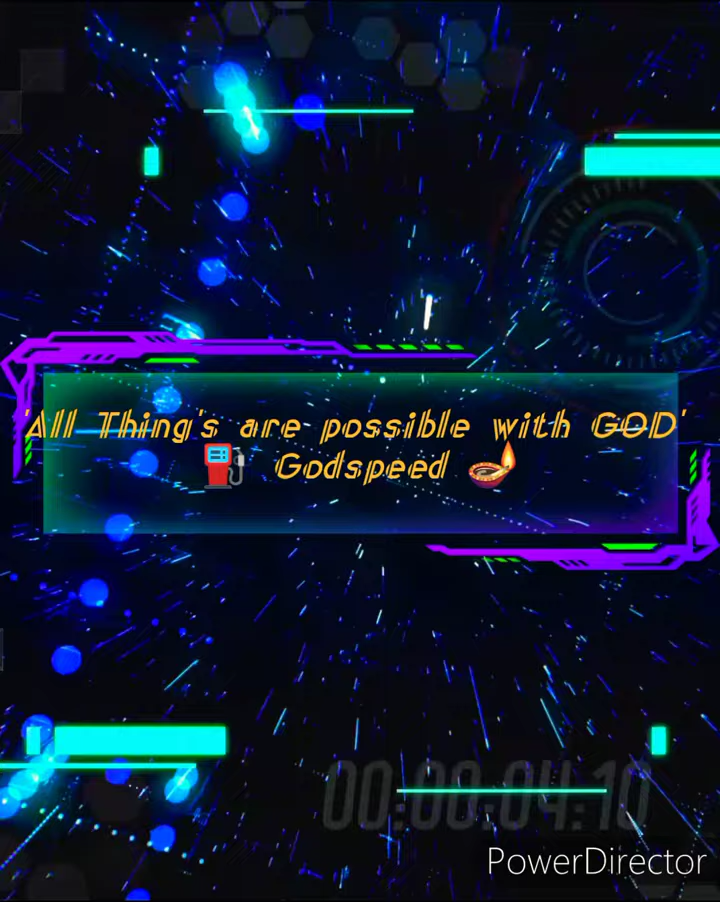 'All Thing's are possible with GOD'
⛽ Godspeed 🪔
00:00:04:10
PowerDirector